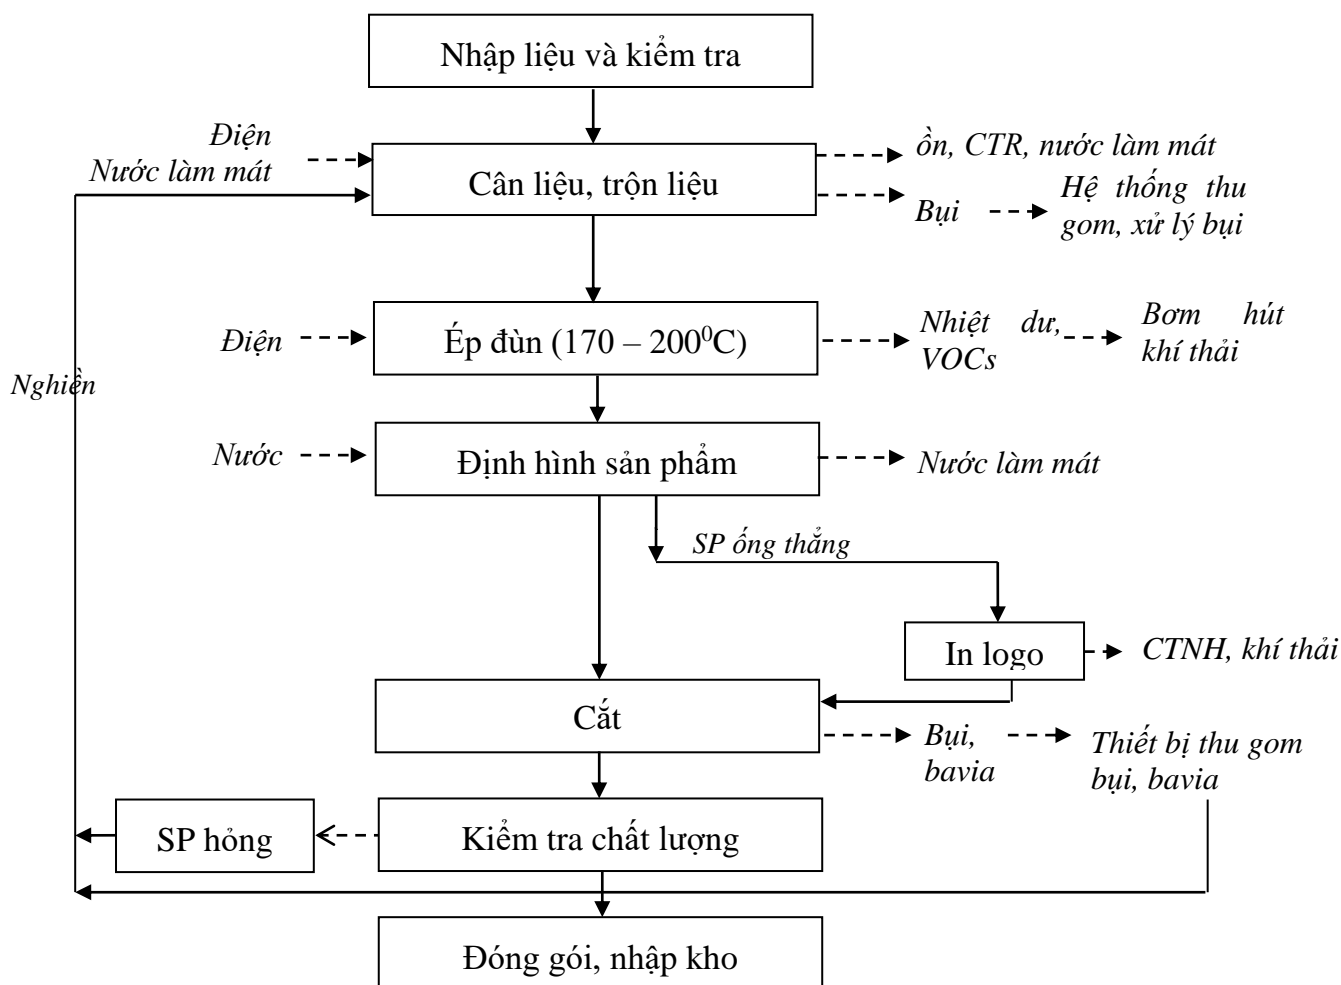 Nhập liệu và kiểm tra
Điện
Nước làm mát
Cân liệu, trộn liệu
ồn, CTR, nước làm mát
Bụi
Hệ thống thu
gom, xử lý bụi
Điện
Ép đùn (170 – 200⁰C)
Nhiệt dư,
VOCs
Bơm hút
khí thải
Nghiền
Nước
Định hình sản phẩm
Nước làm mát
SP ống thẳng
In logo
CTNH, khí thải
Cắt
Bụi,
bavia
Thiết bị thu gom
bụi, bavia
SP hỏng
Kiểm tra chất lượng
Đóng gói, nhập kho